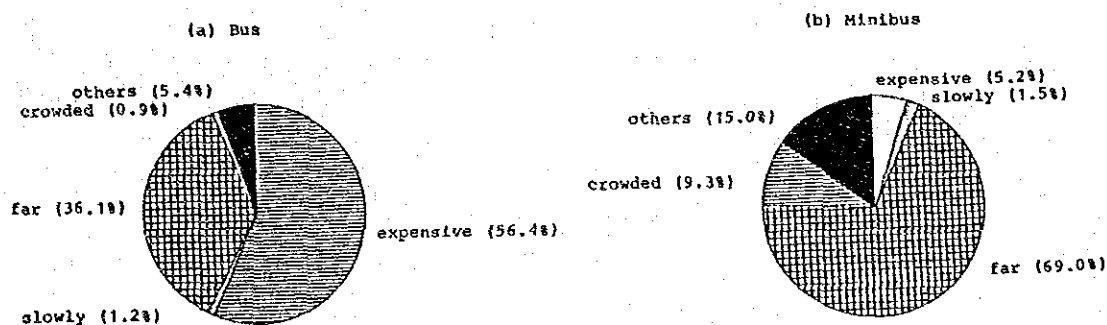 (a) Bus
others (5.4%)
crowded (0.9%)
far (36.1%)
expensive (56.4%)
slowly (1.2%)
(b) Minibus
expensive (5.2%)
slowly (1.5%)
others (15.0%)
crowded (9.3%)
far (69.0%)